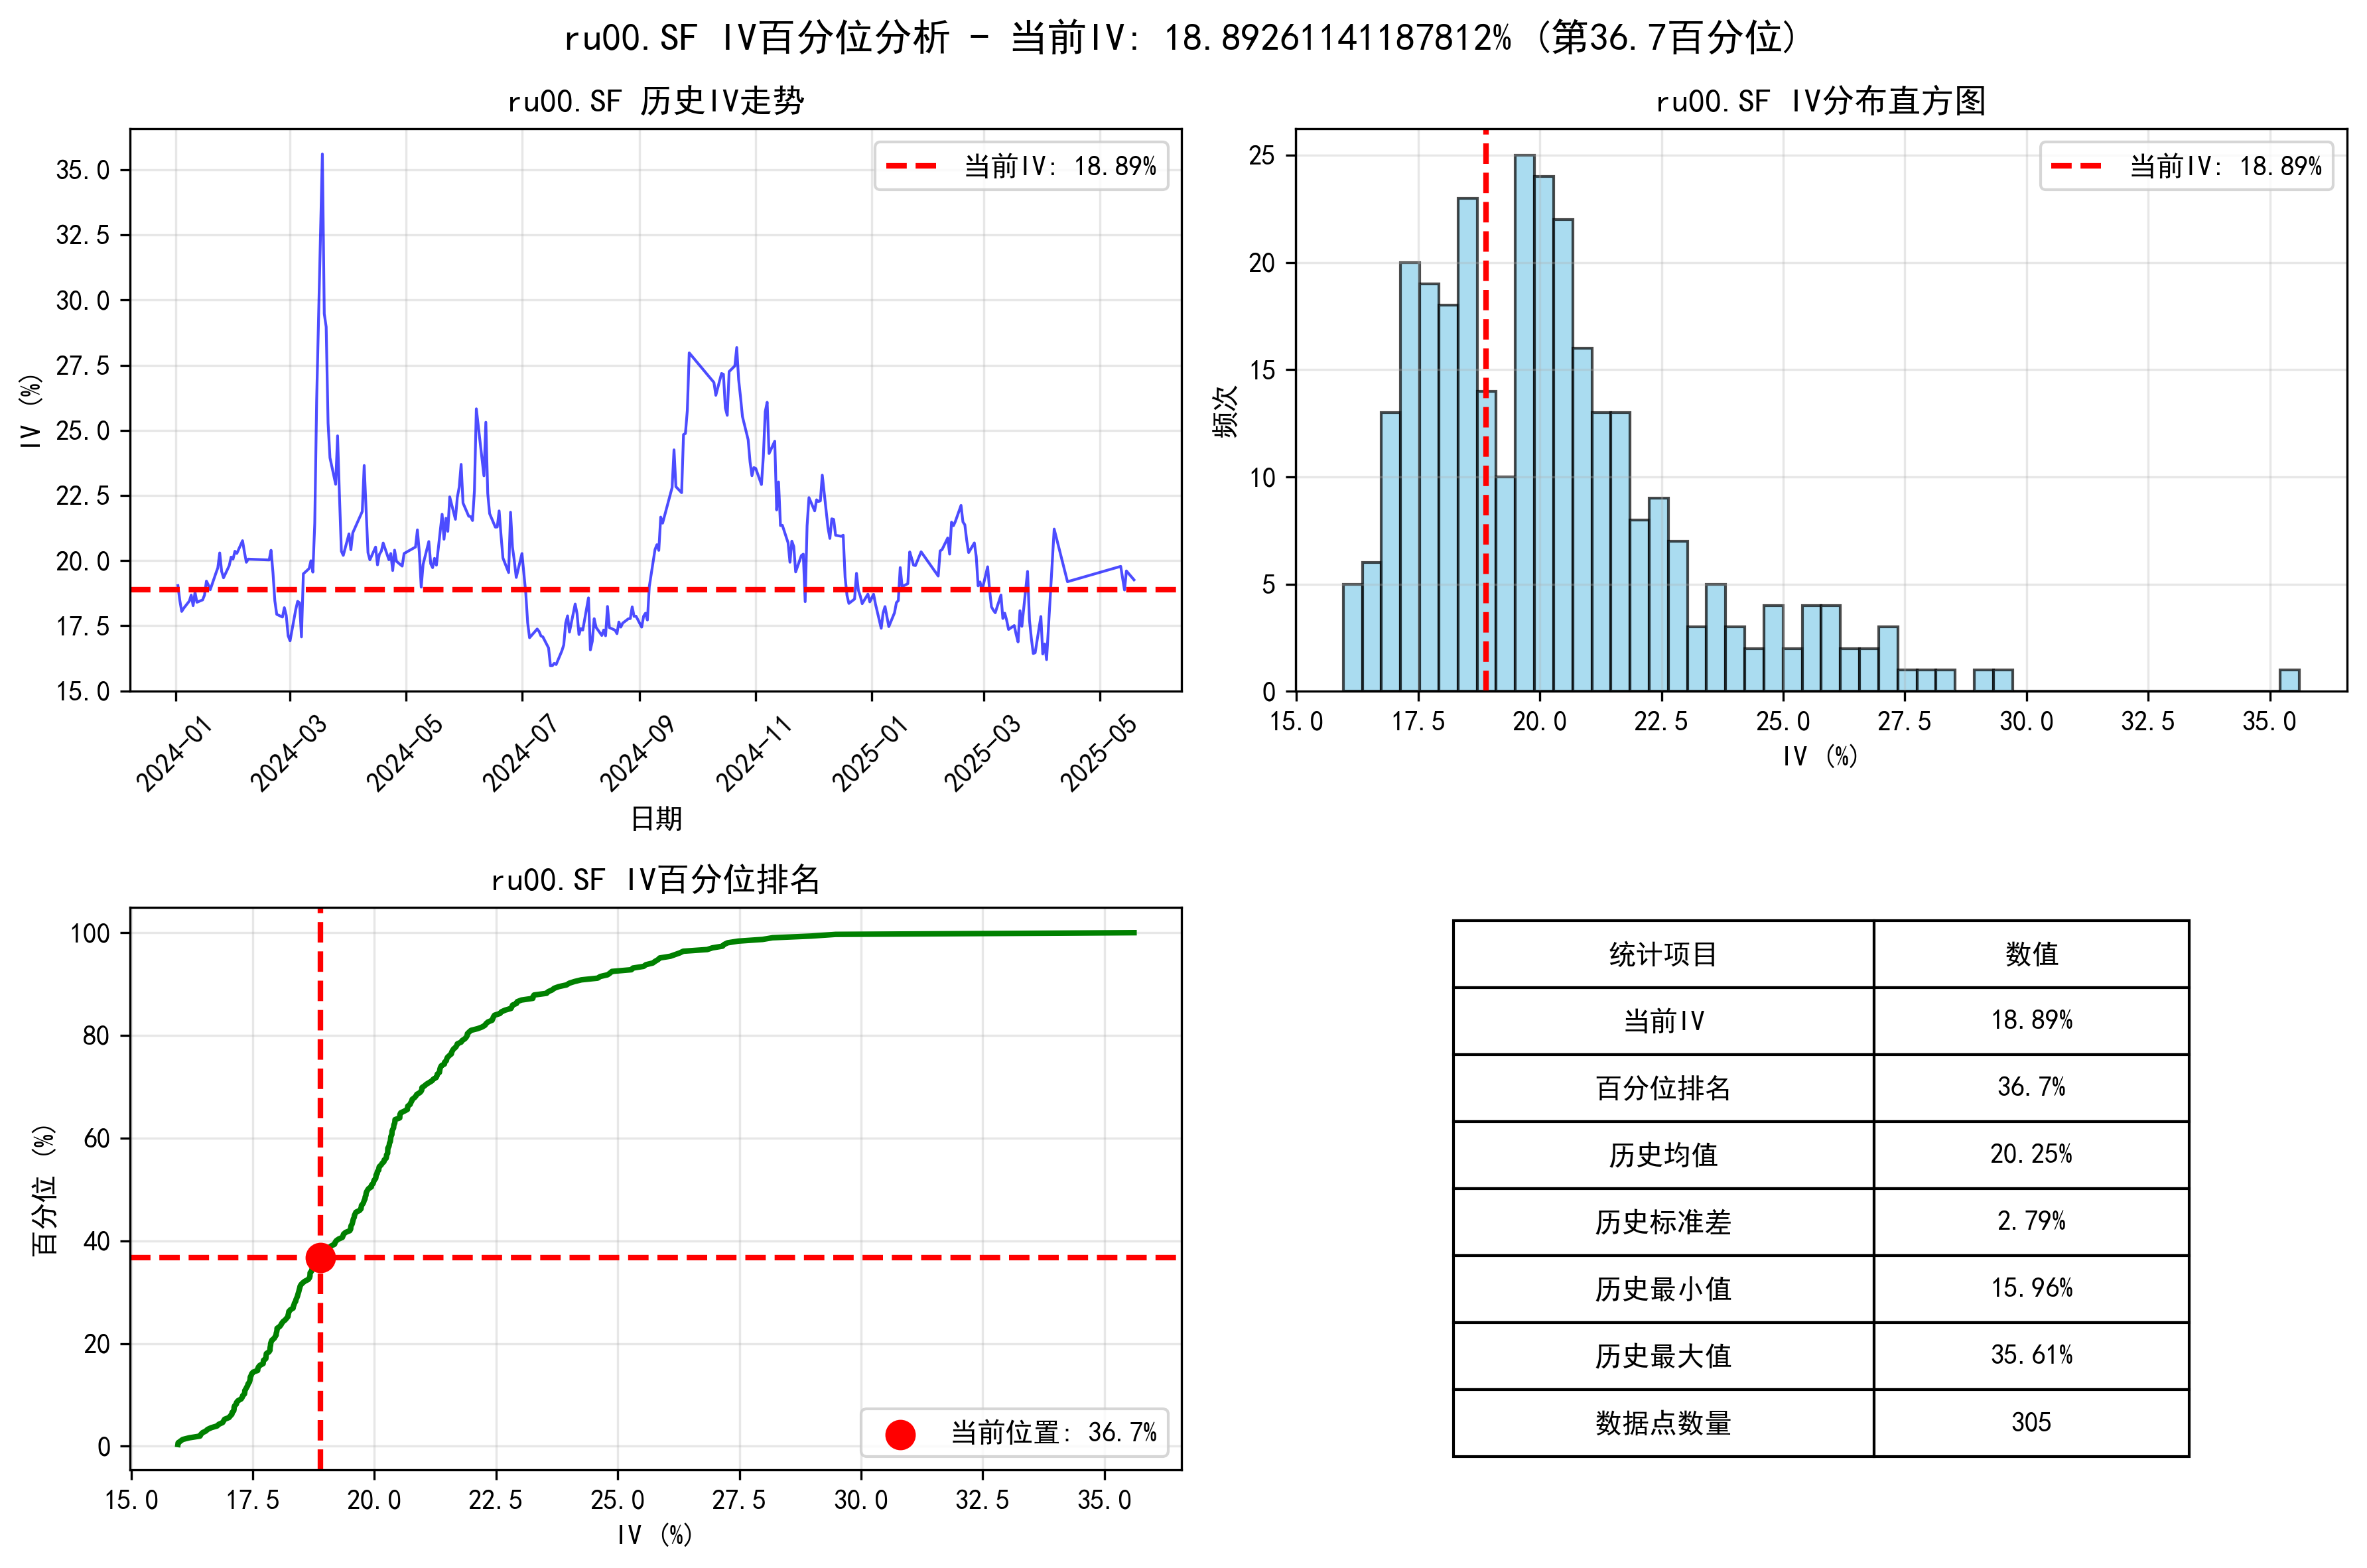 ru00.SF IV百分位分析 - 当前IV: 18.89261141187812% (第36.7百分位)
ru00.SF 历史IV走势
当前IV: 18.89%
IV (%)
35.0
32.5
30.0
27.5
25.0
22.5
20.0
17.5
15.0
2024-01
2024-03
2024-05
2024-07
2024-09
2024-11
2025-01
2025-03
2025-05
日期
ru00.SF IV分布直方图
当前IV: 18.89%
频次
25
20
15
10
5
0
15.0
17.5
20.0
22.5
25.0
27.5
30.0
32.5
35.0
IV (%)
ru00.SF IV百分位排名
百分位 (%)
100
80
60
40
20
0
当前位置: 36.7%
15.0
17.5
20.0
22.5
25.0
27.5
30.0
32.5
35.0
IV (%)
统计项目 数值
当前IV 18.89%
百分位排名 36.7%
历史均值 20.25%
历史标准差 2.79%
历史最小值 15.96%
历史最大值 35.61%
数据点数量 305